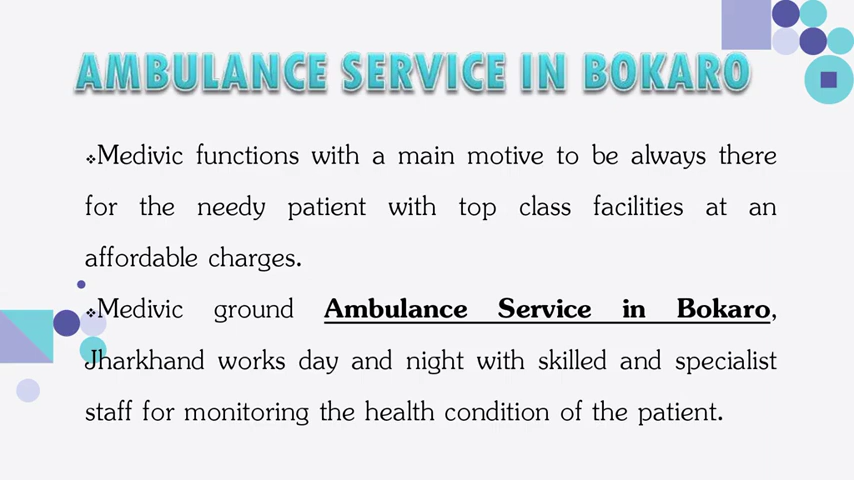 AMBULANCE SERVICE IN BOKARO
❖Medivic functions with a main motive to be always there
for the needy patient with top class facilities at an
affordable charges.
❖Medivic ground Ambulance Service in Bokaro,
Jharkhand works day and night with skilled and specialist
staff for monitoring the health condition of the patient.